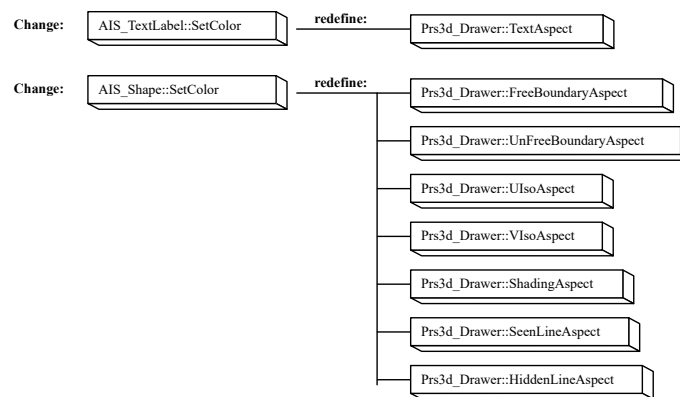 Change: AIS_TextLabel::SetColor redefine: Prs3d_Drawer::TextAspect
Change: AIS_Shape::SetColor redefine: Prs3d_Drawer::FreeBoundaryAspect
Prs3d_Drawer::UnFreeBoundaryAspect
Prs3d_Drawer::UIsoAspect
Prs3d_Drawer::VIsoAspect
Prs3d_Drawer::ShadingAspect
Prs3d_Drawer::SeenLineAspect
Prs3d_Drawer::HiddenLineAspect